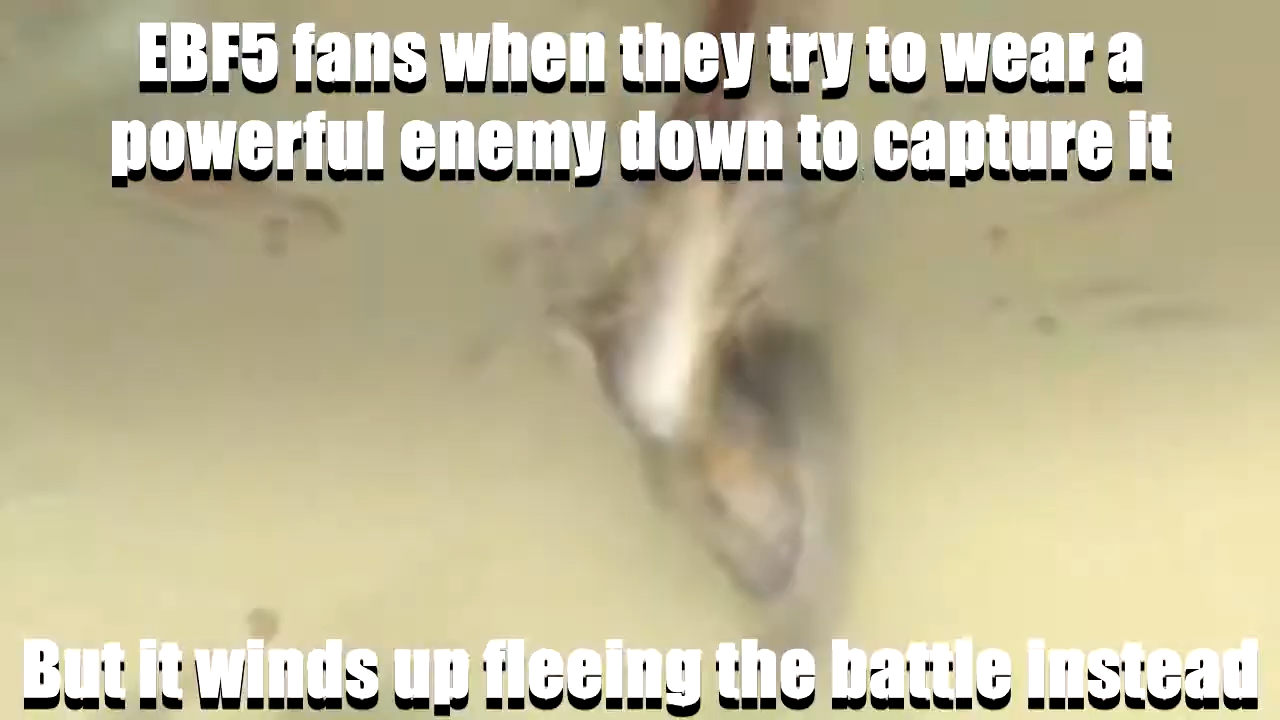 EBF5 fans when they try to wear a
powerful enemy down to capture it
But it winds up fleeing the battle instead